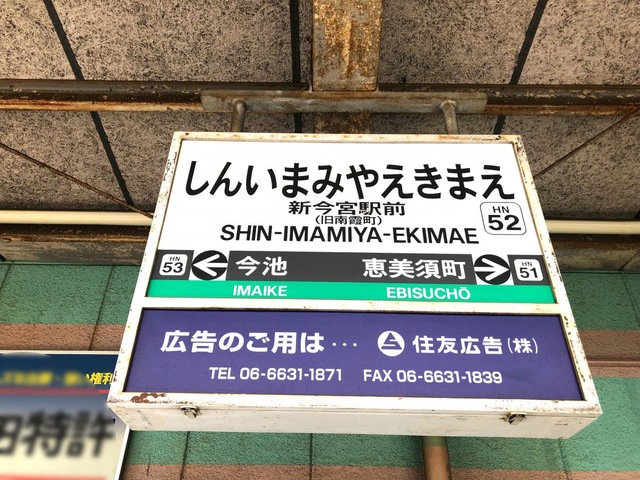 しんいまみやえきまえ
新今宮駅前
(旧南霞町)
SHIN-IMAMIYA-EKIMAE
HN
52
HN
53
今池
恵美須町
HN
51
IMAIKE
EBISUCHŌ
広告のご用は・・・
住友広告(株)
TEL 06-6631-1871
FAX 06-6631-1839
権利
特許